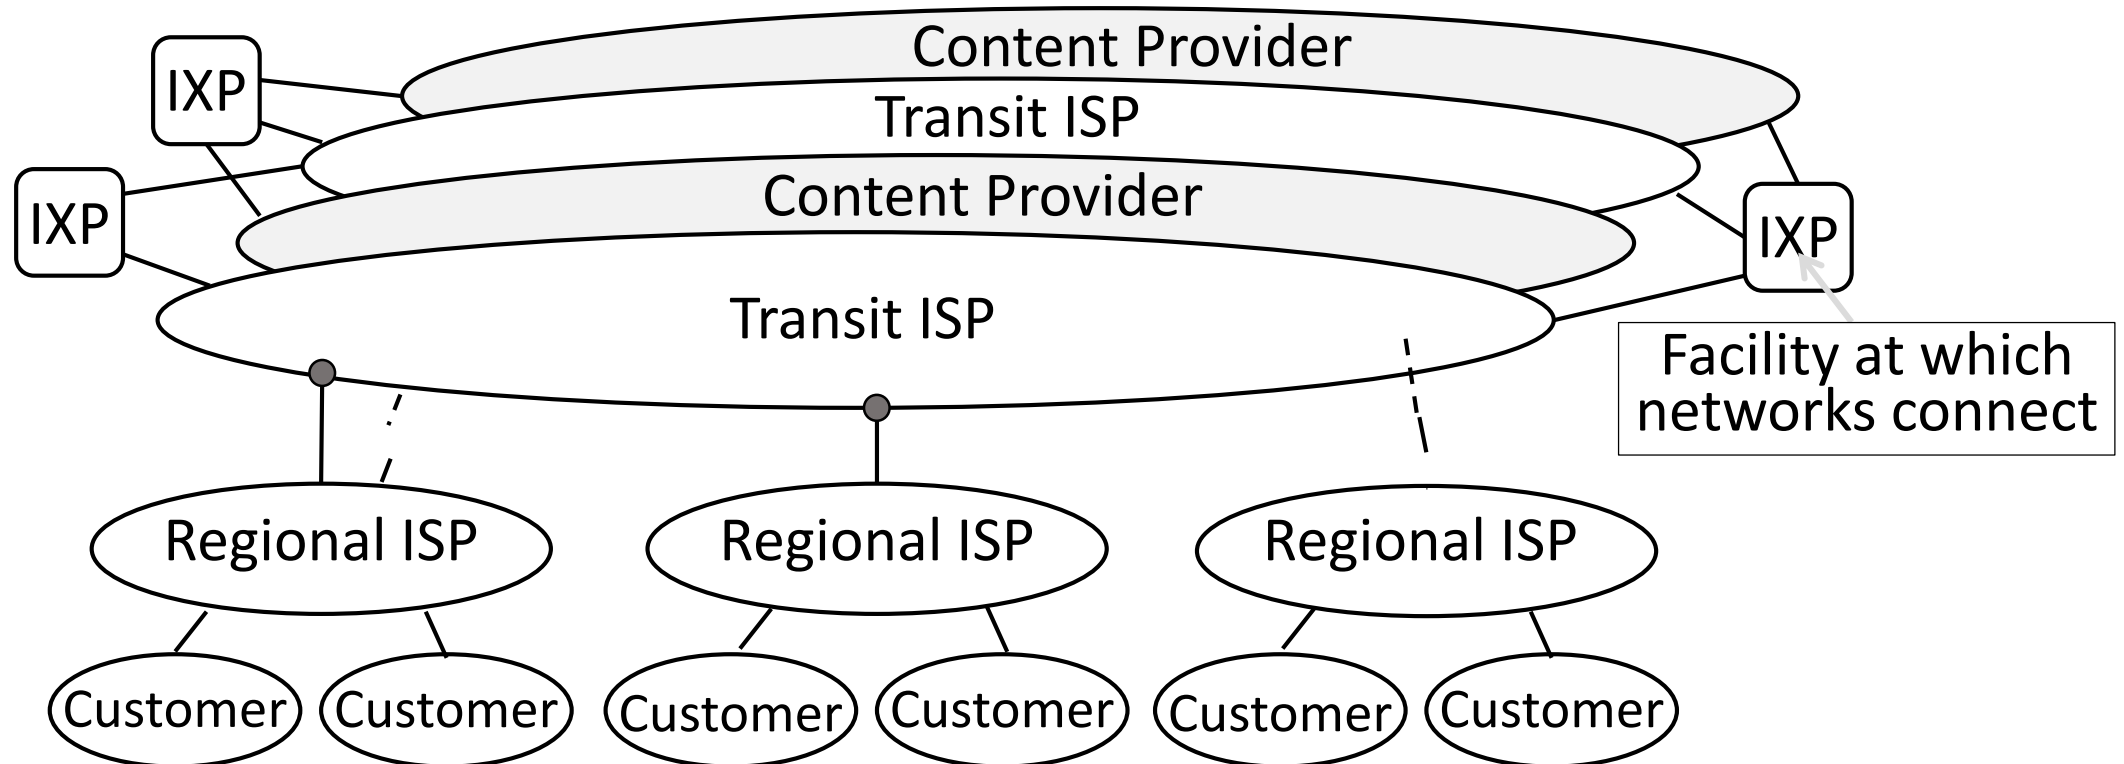 Content Provider
IXP
Transit ISP
Content Provider
IXP
IXP
Transit ISP
Facility at which
networks connect
Regional ISP
Regional ISP
Regional ISP
Customer
Customer
Customer
Customer
Customer
Customer